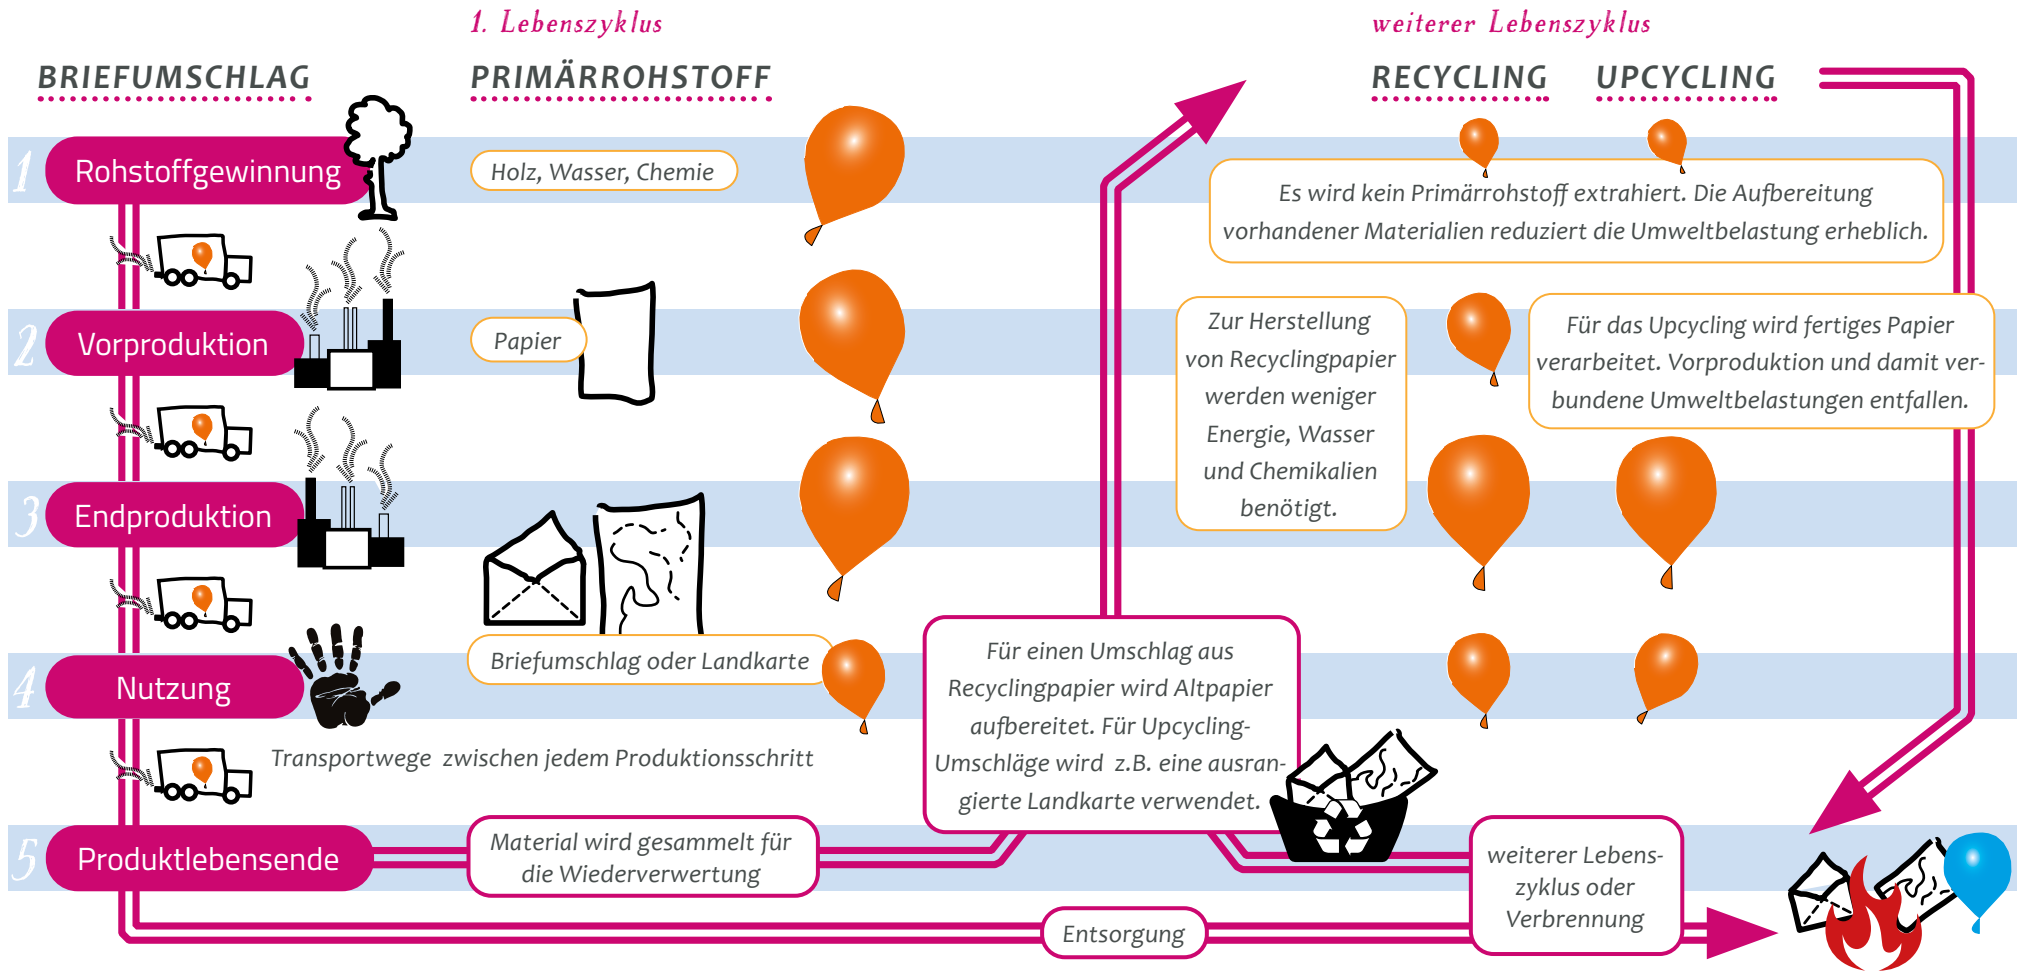 1. Lebenszyklus
weiterer Lebenszyklus
BRIEFUMSCHLAG
PRIMÄRROHSTOFF
RECYCLING
UPCYCLING
1
Rohstoffgewinnung
Holz, Wasser, Chemie
Es wird kein Primärrohstoff extrahiert. Die Aufbereitung
vorhandener Materialien reduziert die Umweltbelastung erheblich.
2
Vorproduktion
Papier
Zur Herstellung
von Recyclingpapier
werden weniger
Energie, Wasser
und Chemikalien
benötigt.
Für das Upcycling wird fertiges Papier
verarbeitet. Vorproduktion und damit ver-
bundene Umweltbelastungen entfallen.
3
Endproduktion
4
Nutzung
Briefumschlag oder Landkarte
Für einen Umschlag aus
Recyclingpapier wird Altpapier
aufbereitet. Für Upcycling-
Umschläge wird z.B. eine ausran-
gierte Landkarte verwendet.
Transportwege zwischen jedem Produktionsschritt
5
Produktlebensende
Material wird gesammelt für
die Wiederverwertung
weiterer Lebens-
zyklus oder
Verbrennung
Entsorgung